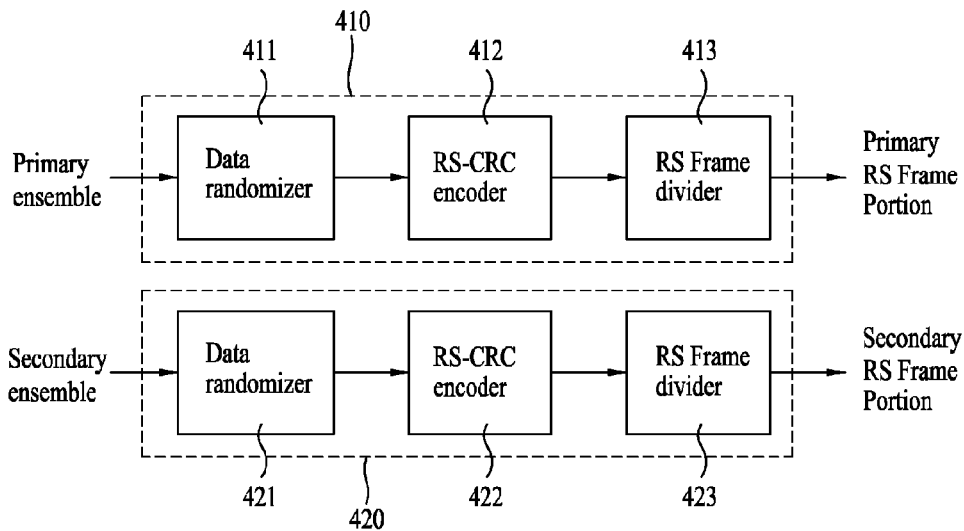 410
411
412
413
Primary
ensemble
Data
randomizer
RS-CRC
encoder
RS Frame
divider
Primary
RS Frame
Portion
Secondary
ensemble
Data
randomizer
RS-CRC
encoder
RS Frame
divider
Secondary
RS Frame
Portion
421
422
423
420